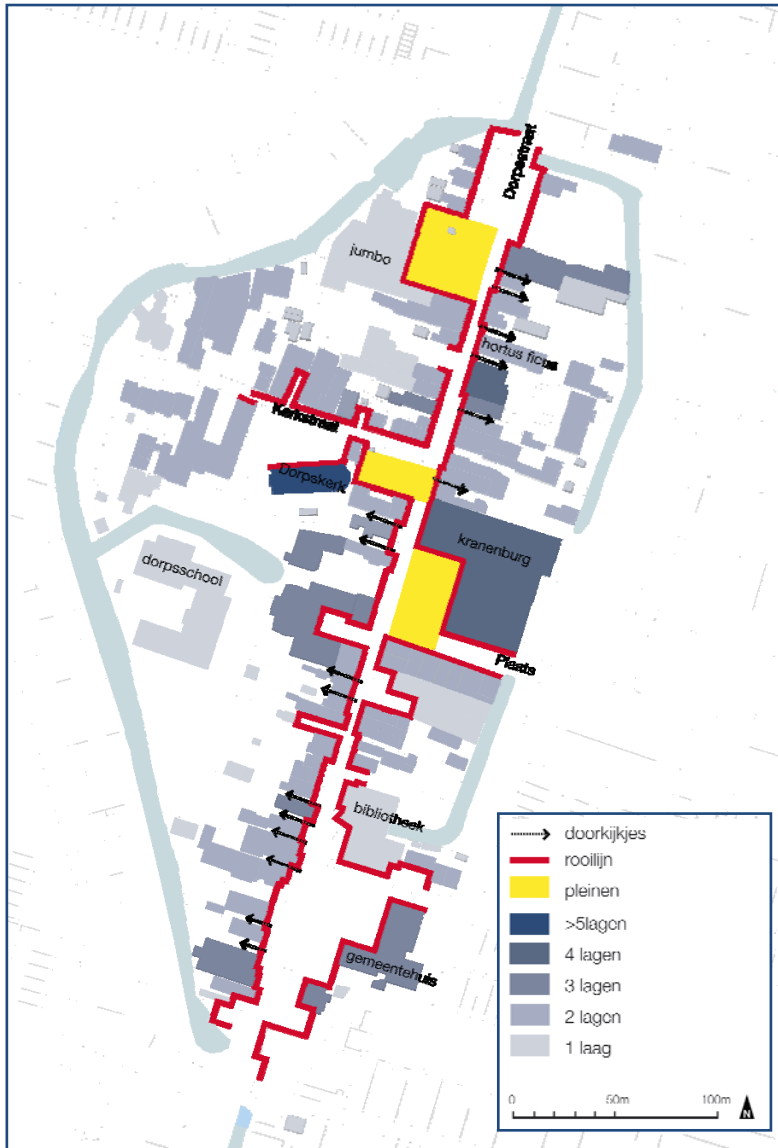 Dorpsstraat
jumbo
hortus ficus
Kerkstraat
Dorpskerk
kranenburg
dorpsschool
Plaats
bibliotheek
gemeentehuis
doorkijkjes
rooilijn
pleinen
>5lagen
4 lagen
3 lagen
2 lagen
1 laag
0 50m 100m
N